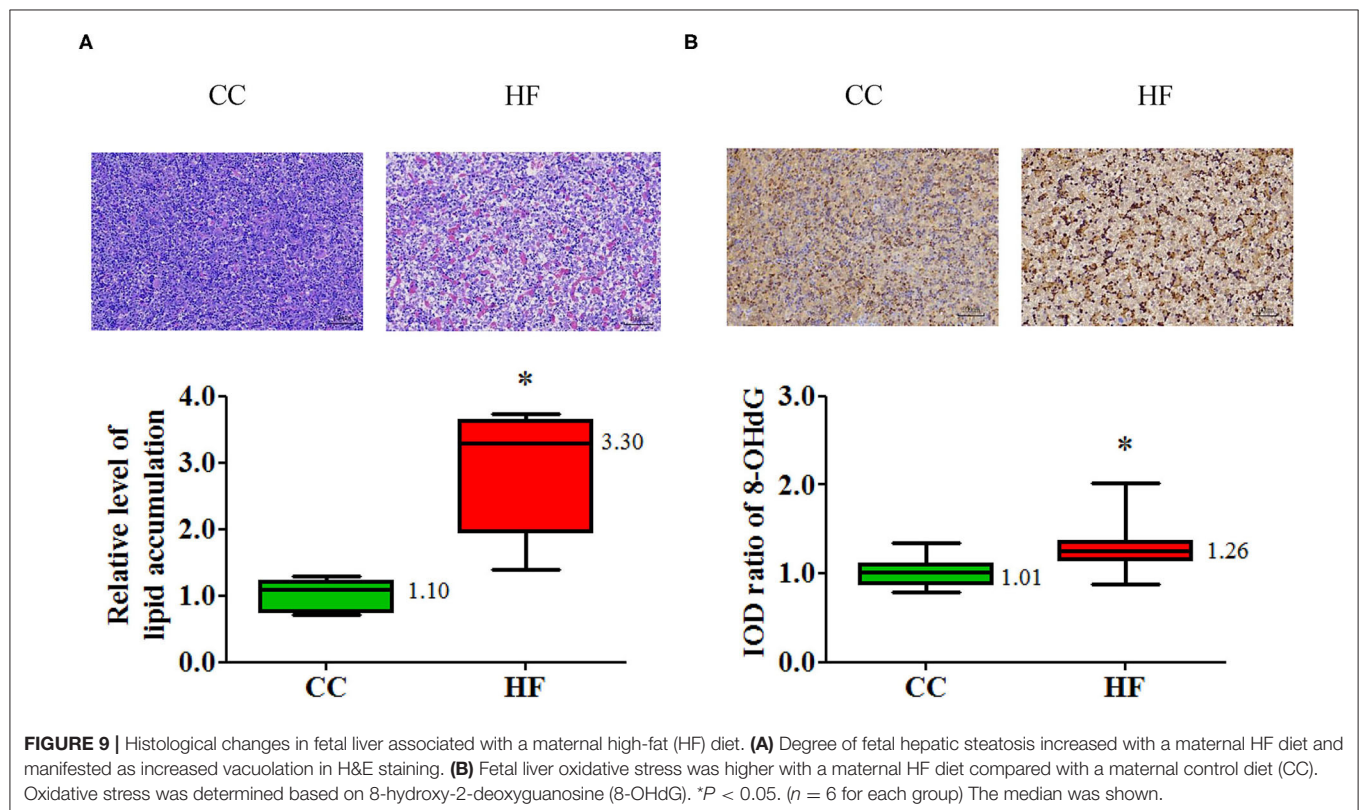 A
B
CC
HF
CC
HF
4.0
3.0
2.0
1.0
0.0
Relative level of
lipid accumulation
*
3.30
1.10
CC
HF
3.0
2.0
1.0
0.0
IOD ratio of 8-OHdG
*
1.26
1.01
CC
HF
FIGURE 9 | Histological changes in fetal liver associated with a maternal high-fat (HF) diet. (A) Degree of fetal hepatic steatosis increased with a maternal HF diet and
manifested as increased vacuolation in H&E staining. (B) Fetal liver oxidative stress was higher with a maternal HF diet compared with a maternal control diet (CC).
Oxidative stress was determined based on 8-hydroxy-2-deoxyguanosine (8-OHdG). *P < 0.05. (n = 6 for each group) The median was shown.